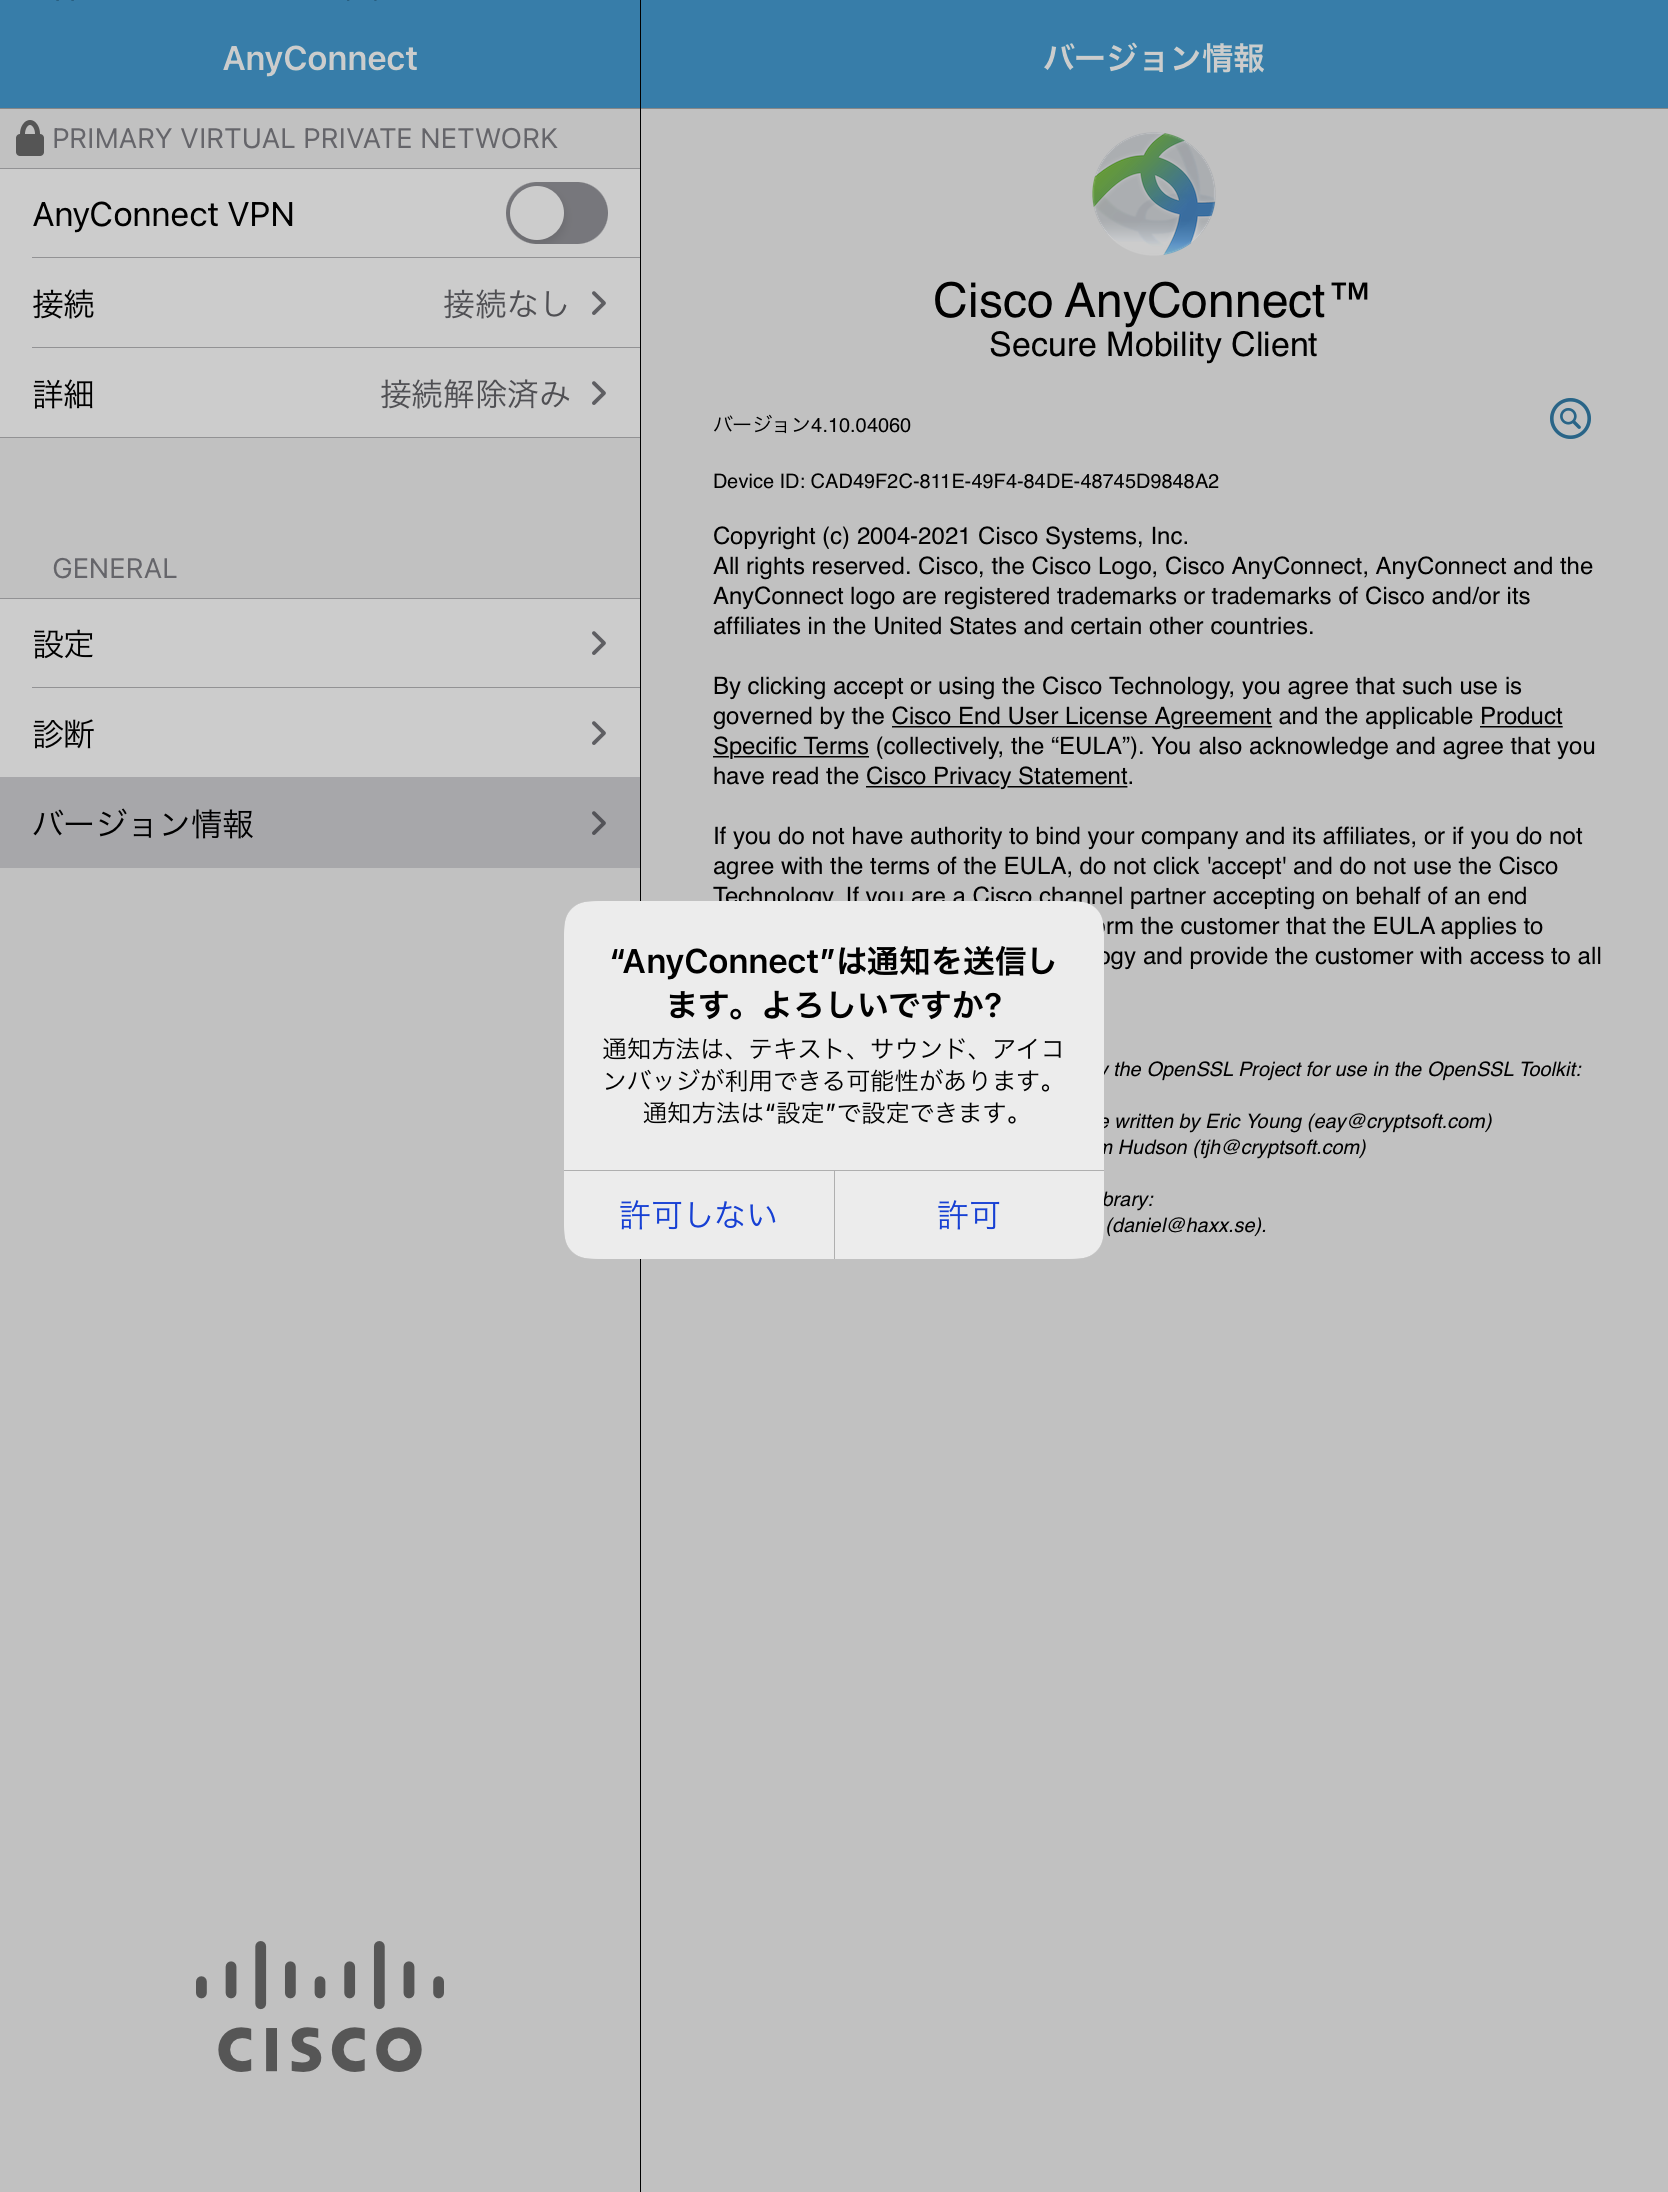 AnyConnect
バージョン情報
PRIMARY VIRTUAL PRIVATE NETWORK
AnyConnect VPN
接続 接続なし
詳細 接続解除済み
GENERAL
設定
診断
バージョン情報
CISCO
Cisco AnyConnect™
Secure Mobility Client
バージョン4.10.04060
Device ID: CAD49F2C-811E-49F4-84DE-48745D9848A2
Copyright (c) 2004-2021 Cisco Systems, Inc.
All rights reserved. Cisco, the Cisco Logo, Cisco AnyConnect, AnyConnect and the
AnyConnect logo are registered trademarks or trademarks of Cisco and/or its
affiliates in the United States and certain other countries.
By clicking accept or using the Cisco Technology, you agree that such use is
governed by the Cisco End User License Agreement and the applicable Product
Specific Terms (collectively, the “EULA”). You also acknowledge and agree that you
have read the Cisco Privacy Statement.
If you do not have authority to bind your company and its affiliates, or if you do not
agree with the terms of the EULA, do not click 'accept' and do not use the Cisco
Technology. If you are a Cisco channel partner accepting on behalf of an end
the customer that the EULA applies to
and provide the customer with access to all
the OpenSSL Project for use in the OpenSSL Toolkit:
written by Eric Young (eay@cryptsoft.com)
Hudson (tjh@cryptsoft.com)
(daniel@haxx.se).
“AnyConnect”は通知を送信し
ます。よろしいですか?
通知方法は、テキスト、サウンド、アイコ
ンバッジが利用できる可能性があります。
通知方法は“設定”で設定できます。
許可しない 許可